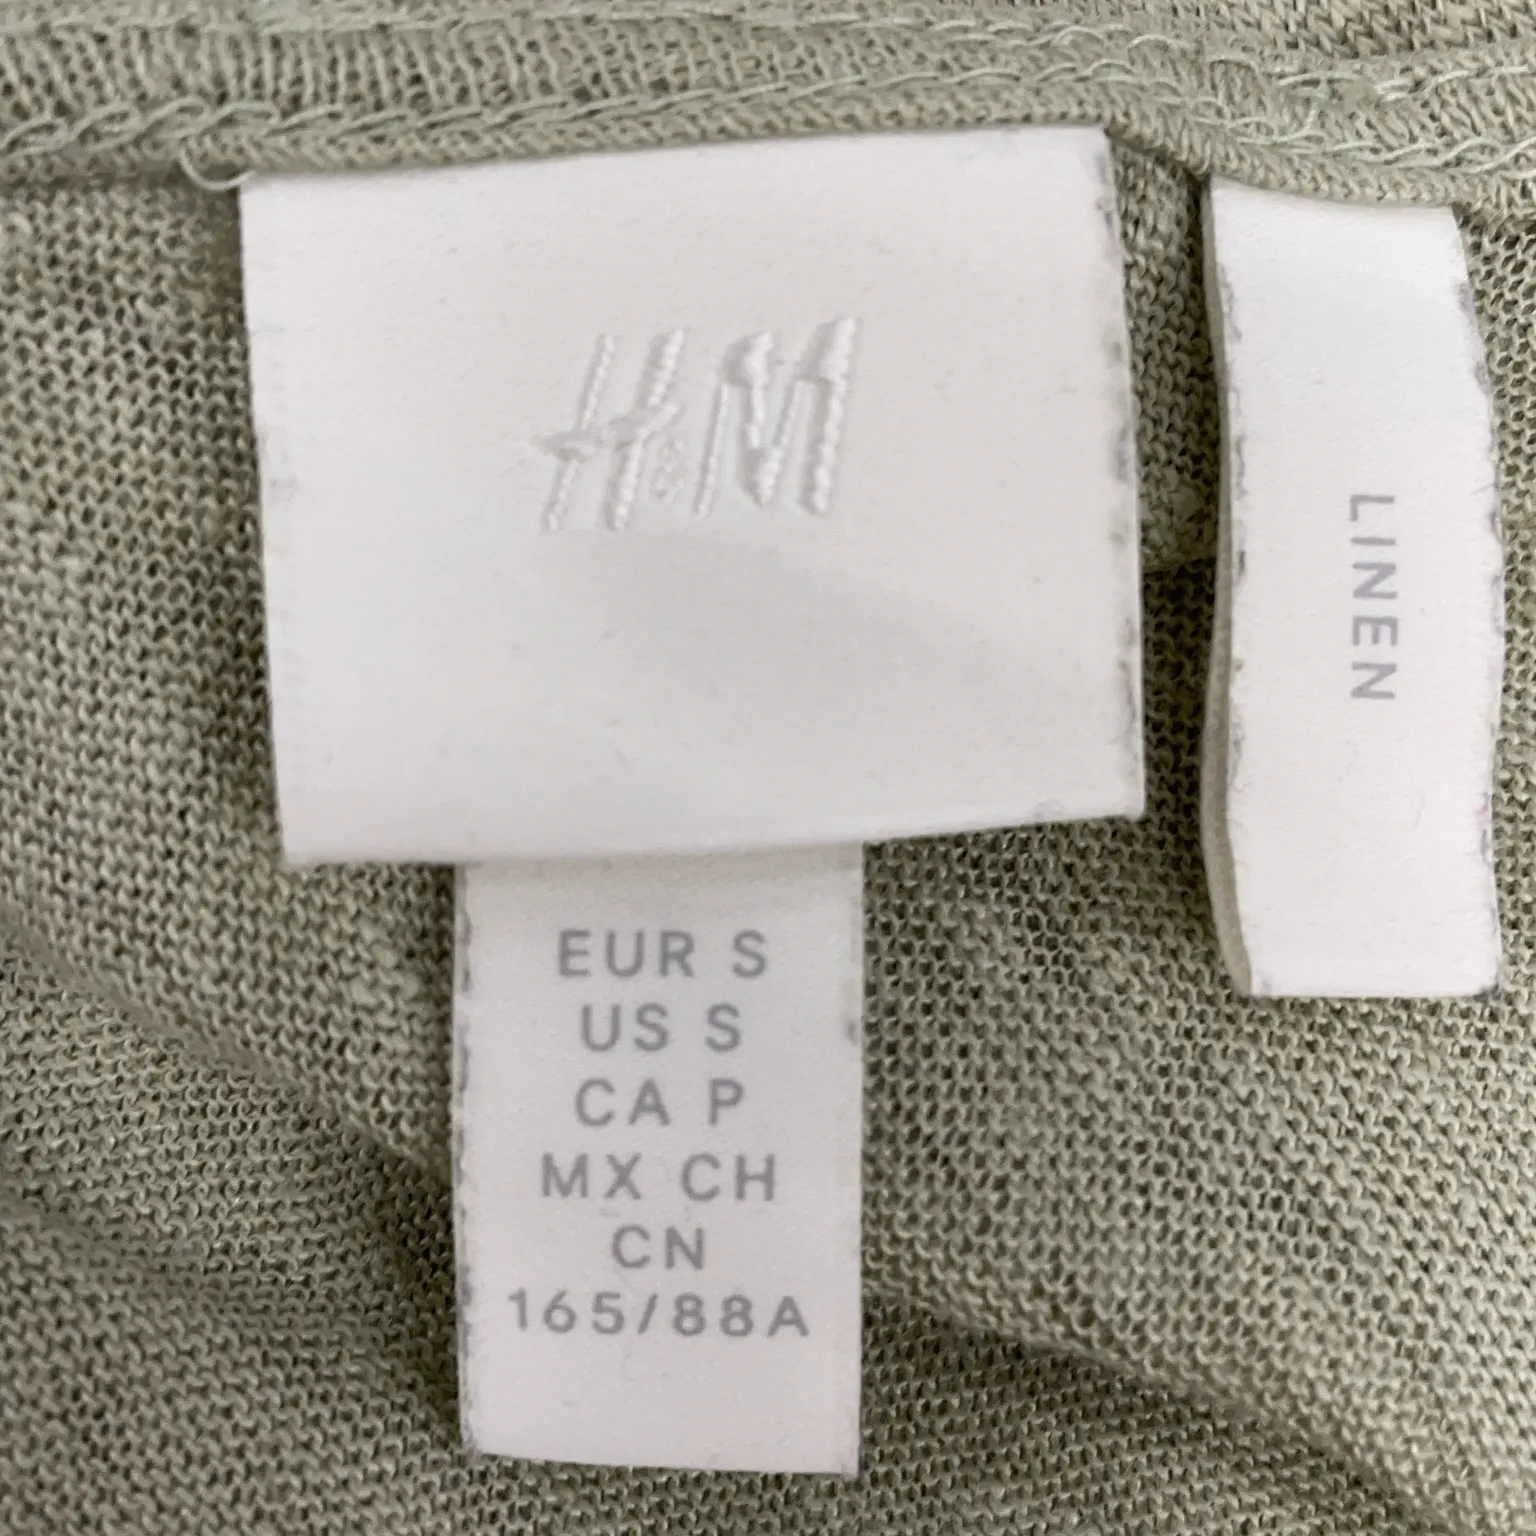 H&M
LINEN
EUR S
US S
CA P
MX CH
CN
165/88A